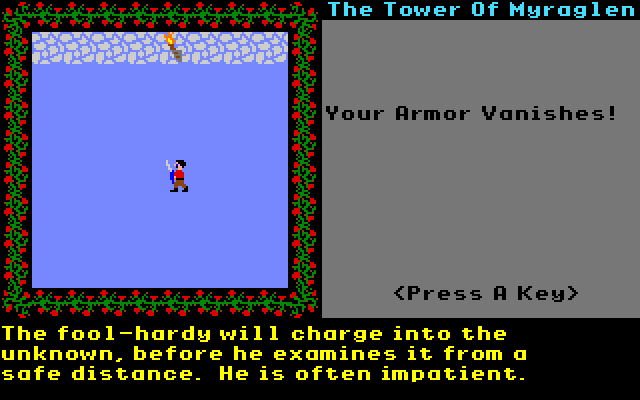 The Tower Of Myraglen
Your Armor Vanishes!
<Press A Key>
The fool-hardy will charge into the
unknown, before he examines it from a
safe distance. He is often impatient.